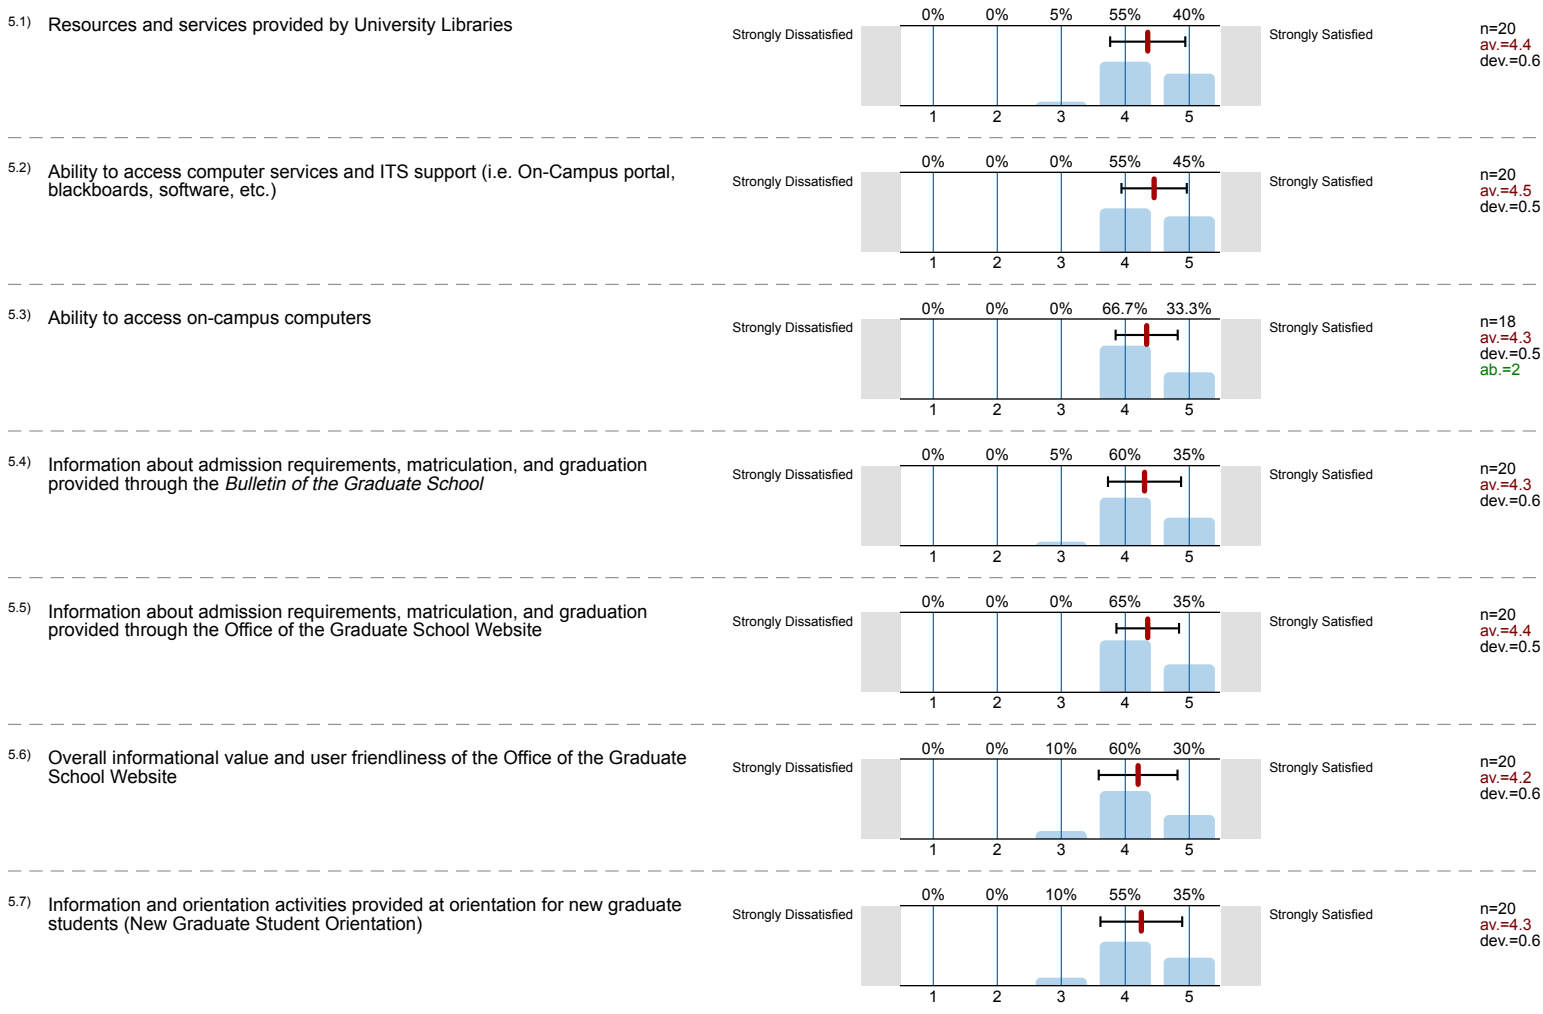 5.1) Resources and services provided by University Libraries
0% 0% 5% 55% 40%
Strongly Dissatisfied Strongly Satisfied
n=20
av.=4.4
dev.=0.6
1 2 3 4 5
5.2) Ability to access computer services and ITS support (i.e. On-Campus portal,
blackboards, software, etc.)
0% 0% 0% 55% 45%
Strongly Dissatisfied Strongly Satisfied
n=20
av.=4.5
dev.=0.5
1 2 3 4 5
5.3) Ability to access on-campus computers
0% 0% 0% 66.7% 33.3%
Strongly Dissatisfied Strongly Satisfied
n=18
av.=4.3
dev.=0.5
ab.=2
1 2 3 4 5
5.4) Information about admission requirements, matriculation, and graduation
provided through the Bulletin of the Graduate School
0% 0% 5% 60% 35%
Strongly Dissatisfied Strongly Satisfied
n=20
av.=4.3
dev.=0.6
1 2 3 4 5
5.5) Information about admission requirements, matriculation, and graduation
provided through the Office of the Graduate School Website
0% 0% 0% 65% 35%
Strongly Dissatisfied Strongly Satisfied
n=20
av.=4.4
dev.=0.5
1 2 3 4 5
5.6) Overall informational value and user friendliness of the Office of the Graduate
School Website
0% 0% 10% 60% 30%
Strongly Dissatisfied Strongly Satisfied
n=20
av.=4.2
dev.=0.6
1 2 3 4 5
5.7) Information and orientation activities provided at orientation for new graduate
students (New Graduate Student Orientation)
0% 0% 10% 55% 35%
Strongly Dissatisfied Strongly Satisfied
n=20
av.=4.3
dev.=0.6
1 2 3 4 5